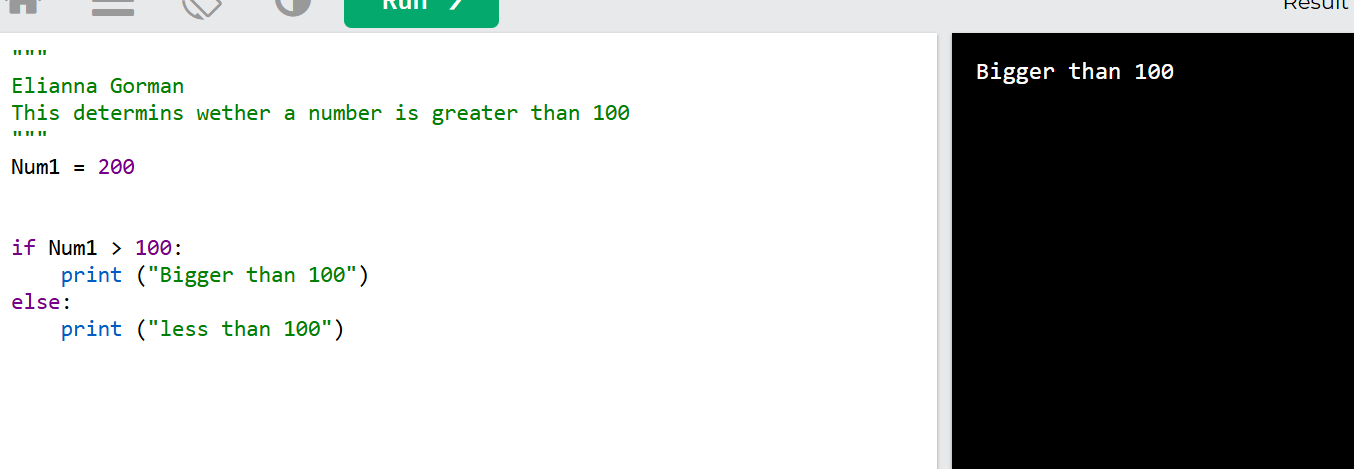 Run
Result
"""
Elianna Gorman
This determins wether a number is greater than 100
"""
Num1 = 200
if Num1 > 100:
    print ("Bigger than 100")
else:
    print ("less than 100")
Bigger than 100